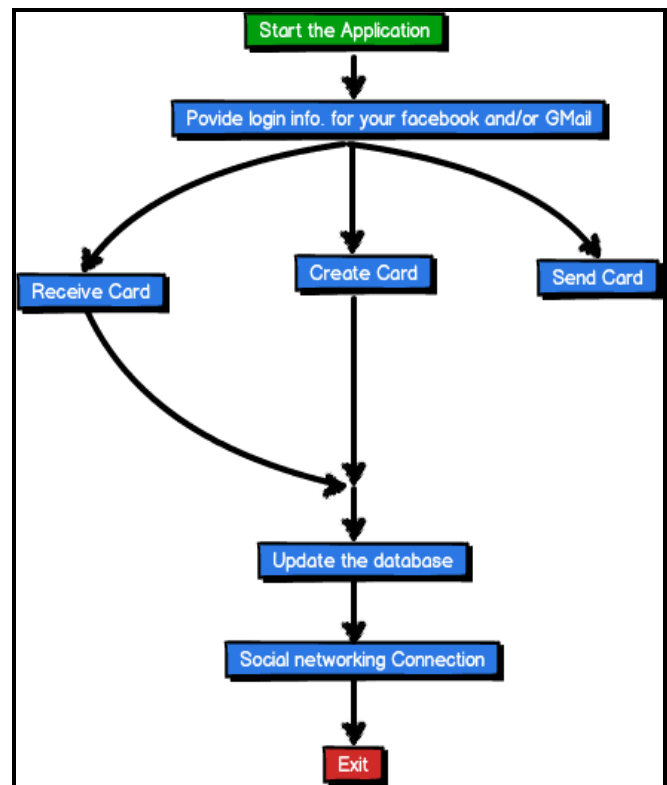 Start the Application
Povide login info. for your facebook and/or GMail
Receive Card
Create Card
Send Card
Update the database
Social networking Connection
Exit